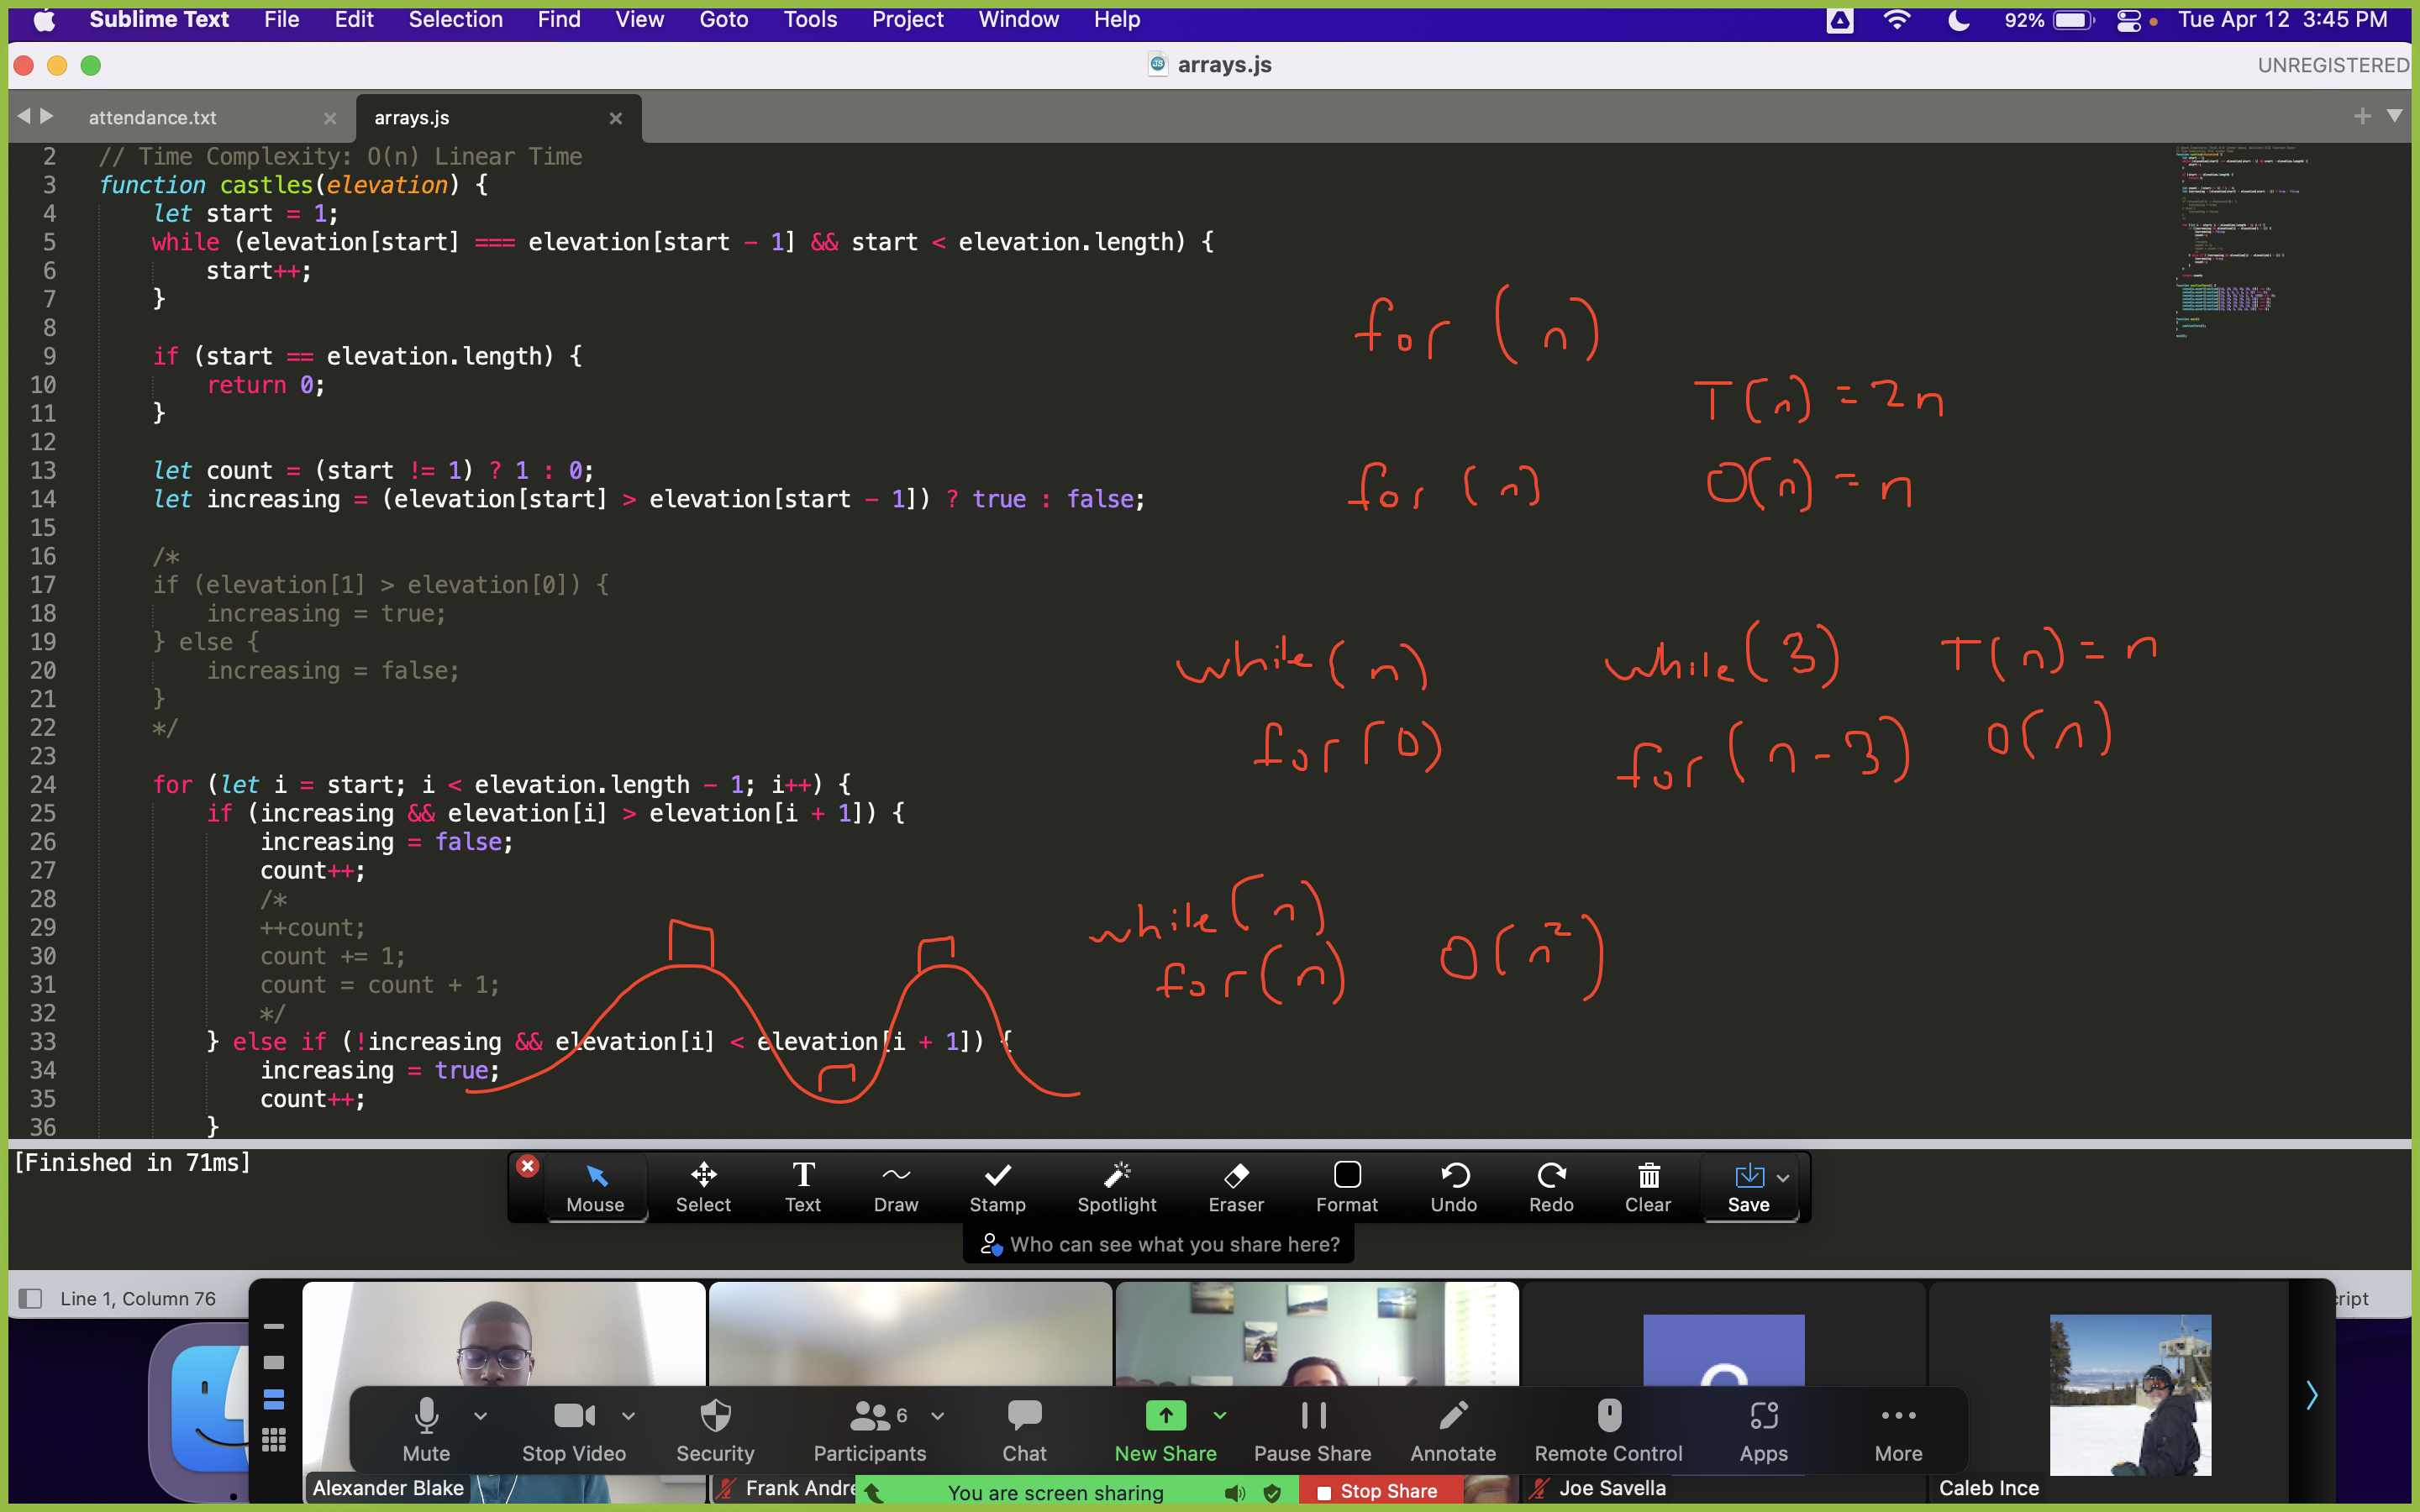 Sublime Text File Edit Selection Find View Goto Tools Project Window Help 92% Tue Apr 12 3:45 PM
arrays.js UNREGISTERED
attendance.txt arrays.js
2 // Time Complexity: O(n) Linear Time
3 function castles(elevation) {
4 let start = 1;
5 while (elevation[start] === elevation[start - 1] && start < elevation.length) {
6 start++;
7 }
8
9 if (start == elevation.length) {
10 return 0;
11 }
12
13 let count = (start != 1) ? 1 : 0;
14 let increasing = (elevation[start] > elevation[start - 1]) ? true : false;
15
16 /*
17 if (elevation[1] > elevation[0]) {
18 increasing = true;
19 } else {
20 increasing = false;
21 }
22 */
23
24 for (let i = start; i < elevation.length - 1; i++) {
25 if (increasing && elevation[i] > elevation[i + 1]) {
26 increasing = false;
27 count++;
28 /*
29 ++count;
30 count += 1;
31 count = count + 1;
32 */
33 } else if (!increasing && elevation[i] < elevation[i + 1]) {
34 increasing = true;
35 count++;
36 }
for (n)
T(n) = 2n
for (n) O(n) = n
while (n) while (3) T(n) = n
for (0) for (n-3) O(n)
while (n)
for (n) O(n²)
[Finished in 71ms]
Mouse Select Text Draw Stamp Spotlight Eraser Format Undo Redo Clear Save
Who can see what you share here?
Line 1, Column 76 cript
6
Mute Stop Video Security Participants Chat New Share Pause Share Annotate Remote Control Apps More
Alexander Blake Frank Andre You are screen sharing Stop Share Joe Savella Caleb Ince